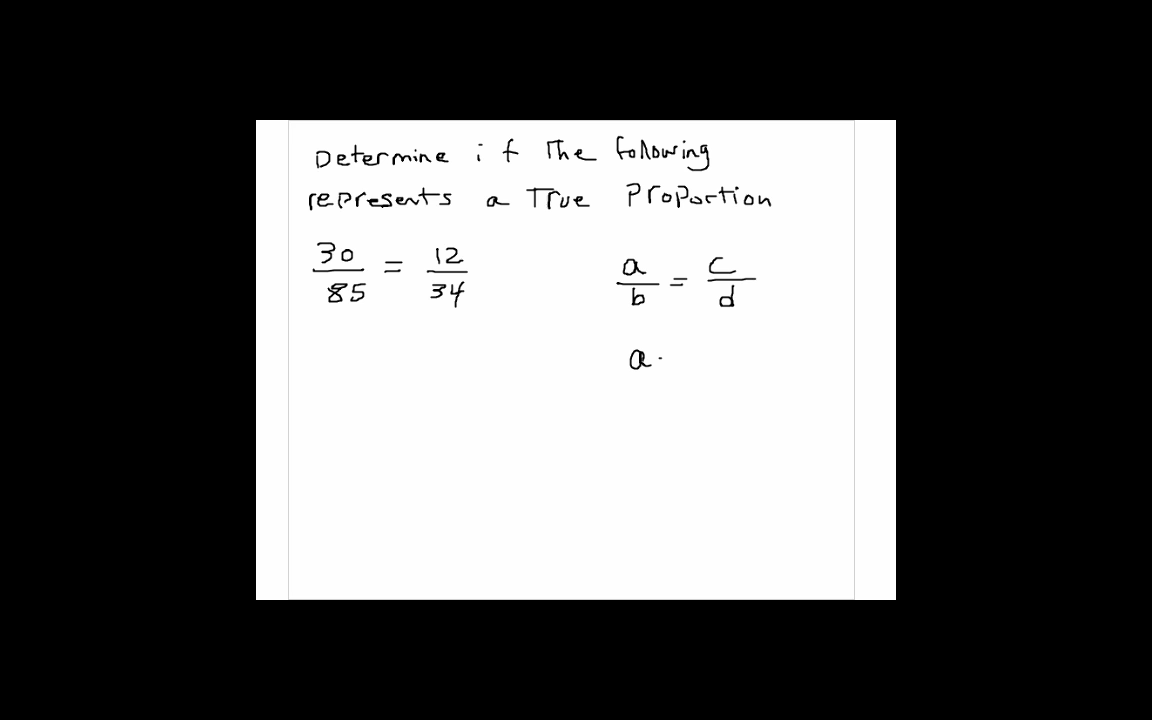 Determine if The following
represents a True Proportion
30/85 = 12/34
a/b = c/d
a·